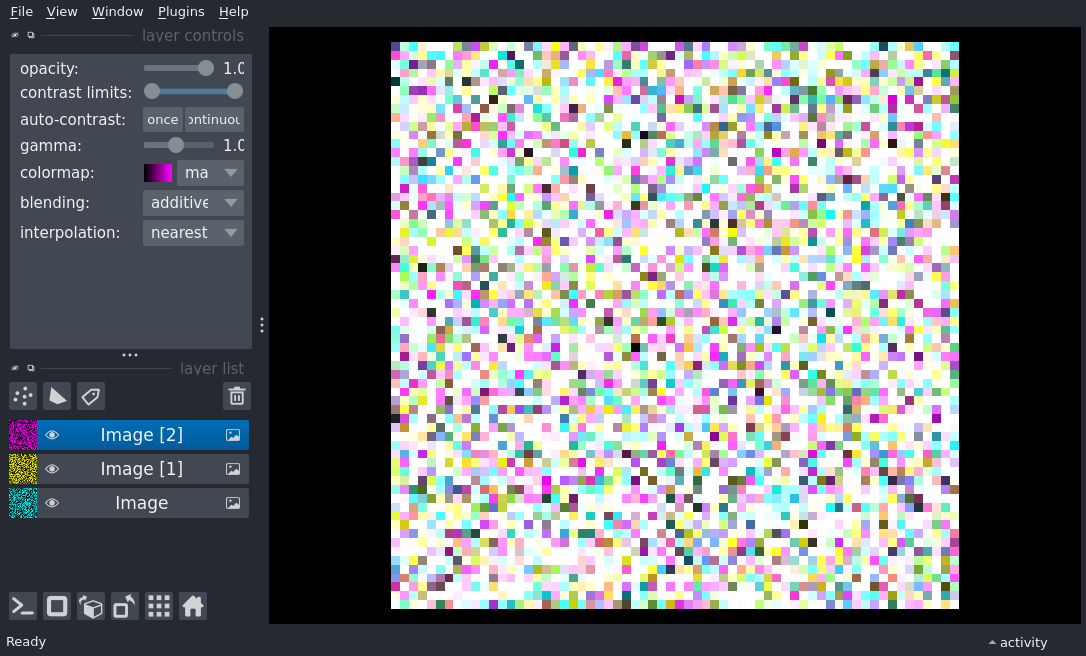 File View Window Plugins Help
layer controls
opacity: 1.0
contrast limits:
auto-contrast: once ontinuou
gamma: 1.0
colormap: ma
blending: additive
interpolation: nearest
layer list
Image [2]
Image [1]
Image
Ready
activity